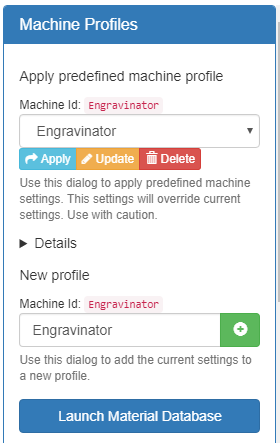 Machine Profiles
Apply predefined machine profile
Machine Id: Engravinator
Engravinator
Apply Update Delete
Use this dialog to apply predefined machine
settings. This settings will override current
settings. Use with caution.
Details
New profile
Machine Id: Engravinator
Engravinator
Use this dialog to add the current settings to
a new profile.
Launch Material Database